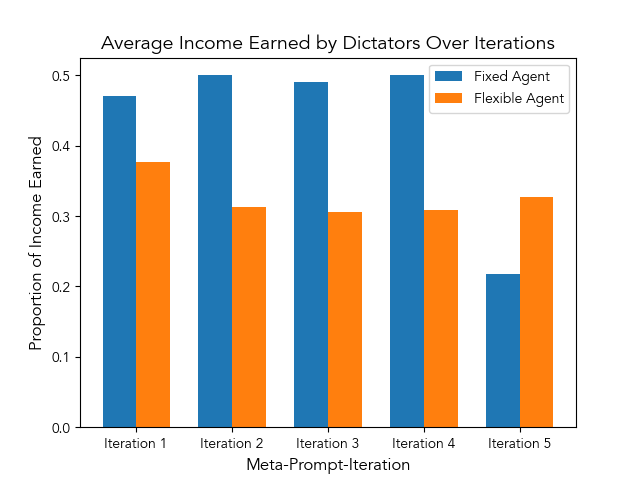 Average Income Earned by Dictators Over Iterations
Fixed Agent
Flexible Agent
Proportion of Income Earned
0.5
0.4
0.3
0.2
0.1
0.0
Iteration 1 Iteration 2 Iteration 3 Iteration 4 Iteration 5
Meta-Prompt-Iteration